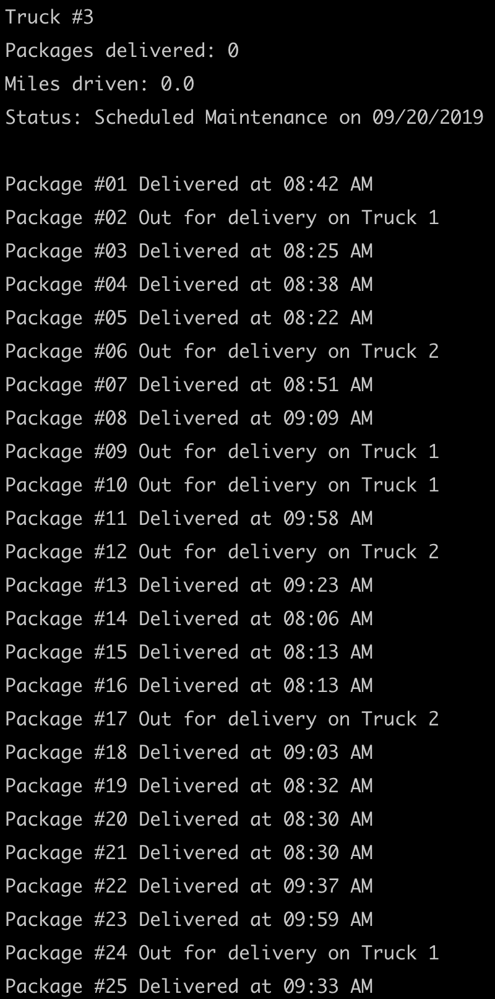 Truck #3
Packages delivered: 0
Miles driven: 0.0
Status: Scheduled Maintenance on 09/20/2019
Package #01 Delivered at 08:42 AM
Package #02 Out for delivery on Truck 1
Package #03 Delivered at 08:25 AM
Package #04 Delivered at 08:38 AM
Package #05 Delivered at 08:22 AM
Package #06 Out for delivery on Truck 2
Package #07 Delivered at 08:51 AM
Package #08 Delivered at 09:09 AM
Package #09 Out for delivery on Truck 1
Package #10 Out for delivery on Truck 1
Package #11 Delivered at 09:58 AM
Package #12 Out for delivery on Truck 2
Package #13 Delivered at 09:23 AM
Package #14 Delivered at 08:06 AM
Package #15 Delivered at 08:13 AM
Package #16 Delivered at 08:13 AM
Package #17 Out for delivery on Truck 2
Package #18 Delivered at 09:03 AM
Package #19 Delivered at 08:32 AM
Package #20 Delivered at 08:30 AM
Package #21 Delivered at 08:30 AM
Package #22 Delivered at 09:37 AM
Package #23 Delivered at 09:59 AM
Package #24 Out for delivery on Truck 1
Package #25 Delivered at 09:33 AM